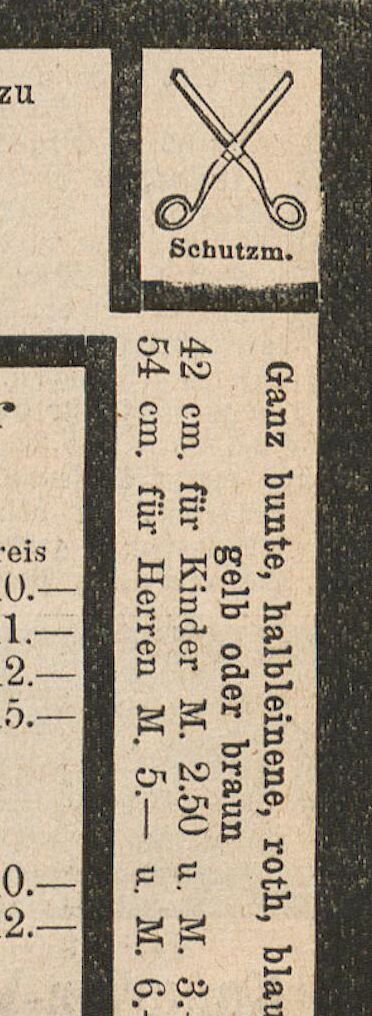 zu
Schutzm.
Ganz bunte, halbleinene, roth, blau
gelb oder braun
42 cm. für Kinder M. 2.50 u. M. 3.
54 cm. für Herren M. 5.— u. M. 6.
reis
0.—
1.—
2.—
5.—
0.—
2.—